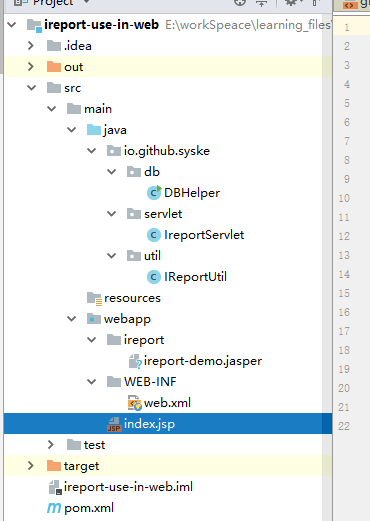 Project
ireport-use-in-web E:\workSpeace\learning_files
.idea
out
src
main
java
io.github.syske
db
DBHelper
servlet
IreportServlet
util
IReportUtil
resources
webapp
ireport
ireport-demo.jasper
WEB-INF
web.xml
index.jsp
test
target
ireport-use-in-web.iml
pom.xml
1
2
3
4
5
6
7
8
9
10
11
12
13
14
15
16
17
18
19
20
21
22